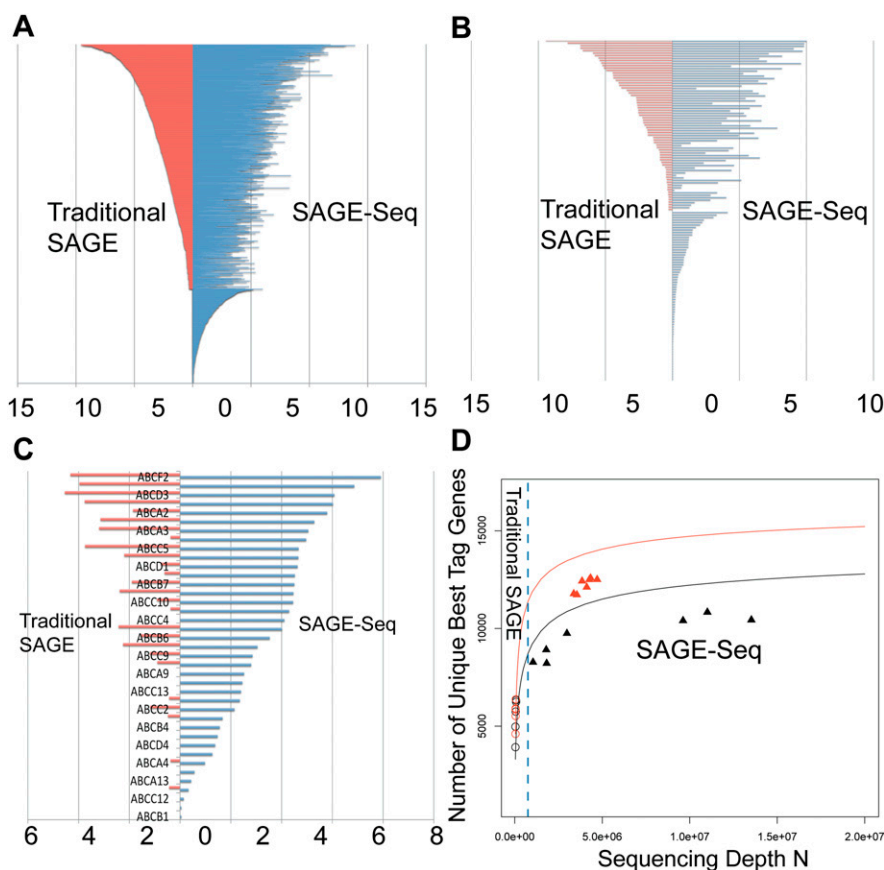 A
Traditional
SAGE
SAGE-Seq
15 10 5 0 5 10 15
B
Traditional
SAGE
SAGE-Seq
15 10 5 0 5 10
C
ABCF2
ABCD3
ABCA2
ABCA3
ABCC5
ABCD1
ABCB7
ABCC10
ABCC4
ABCB6
ABCC9
ABCA9
ABCC13
ABCC2
ABCB4
ABCD4
ABCA4
ABCA13
ABCC12
ABCB1
Traditional
SAGE
SAGE-Seq
6 4 2 0 2 4 6 8
D
Number of Unique Best Tag Genes
15000
10000
5000
Traditional SAGE
SAGE-Seq
0.0e+00 5.0e+06 1.0e+07 1.5e+07 2.0e+07
Sequencing Depth N